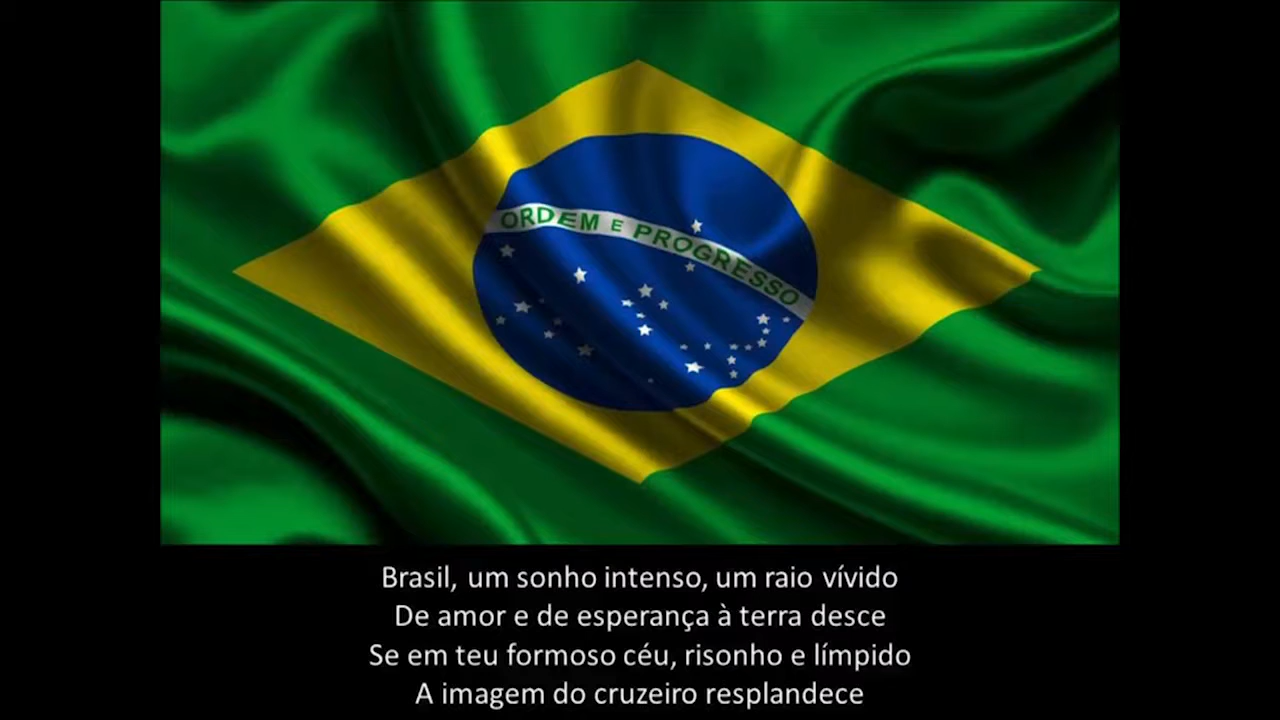 ORDEM E PROGRESSO
Brasil, um sonho intenso, um raio vívido
De amor e de esperança à terra desce
Se em teu formoso céu, risonho e límpido
A imagem do cruzeiro resplandece